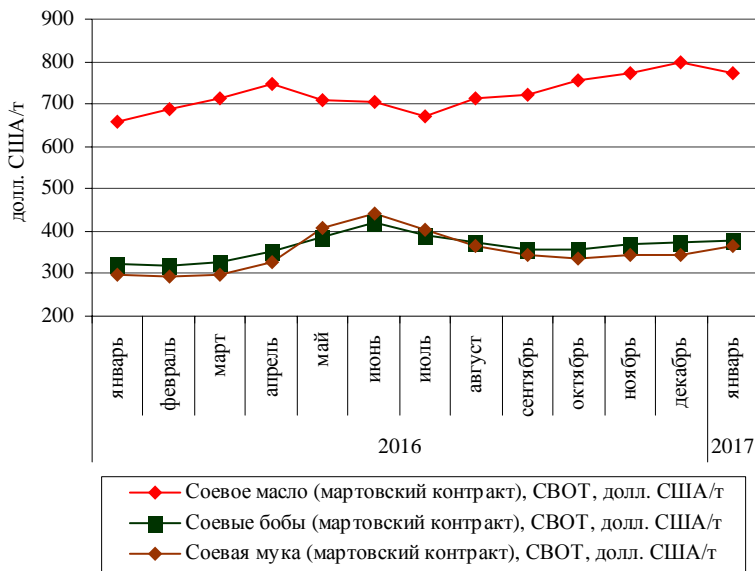 900
800
700
600
500
400
300
200
долл. США/т
январь
февраль
март
апрель
май
июнь
июль
август
сентябрь
октябрь
ноябрь
декабрь
январь
2016
2017
Соевое масло (мартовский контракт), CBOT, долл. США/т
Соевые бобы (мартовский контракт), CBOT, долл. США/т
Соевая мука (мартовский контракт), CBOT, долл. США/т